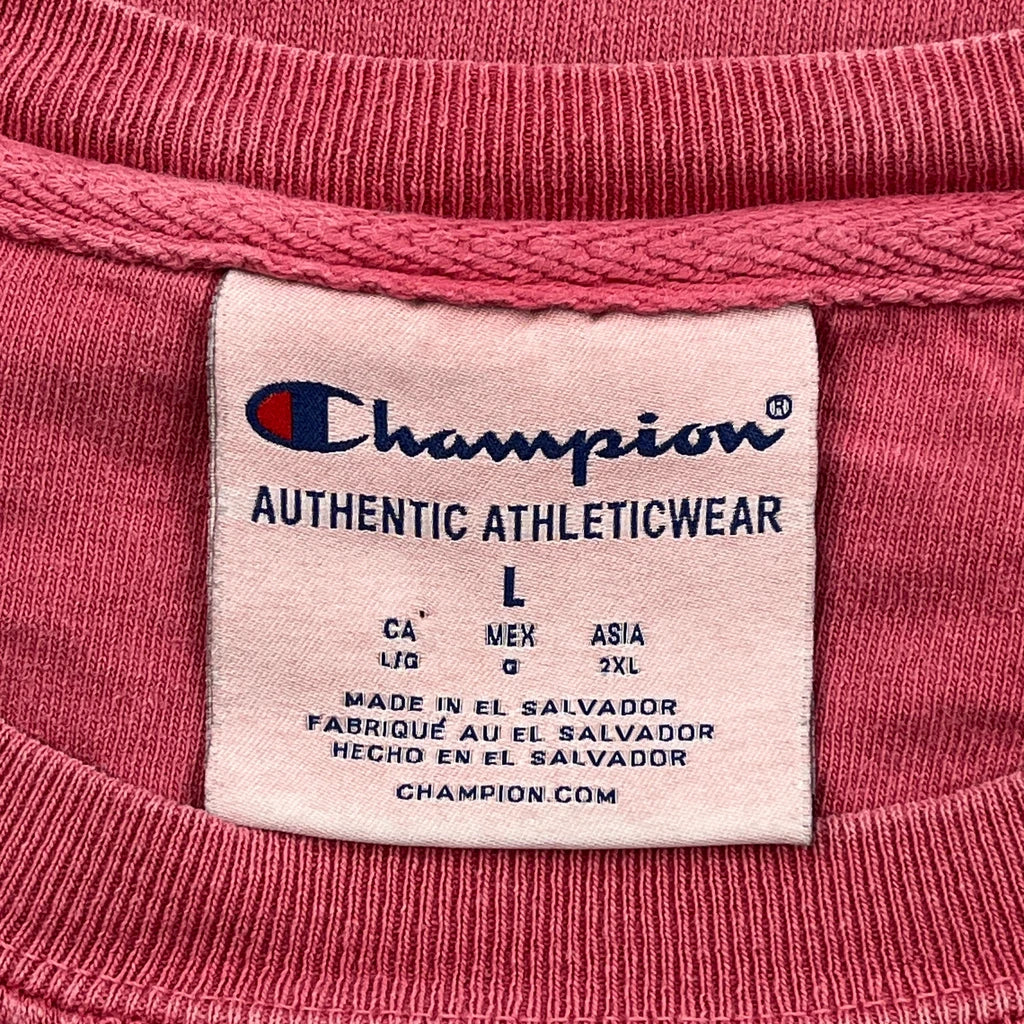 Champion®
AUTHENTIC ATHLETICWEAR
L
CA MEX ASIA
L/G G 2XL
MADE IN EL SALVADOR
FABRIQUÉ AU EL SALVADOR
HECHO EN EL SALVADOR
CHAMPION.COM